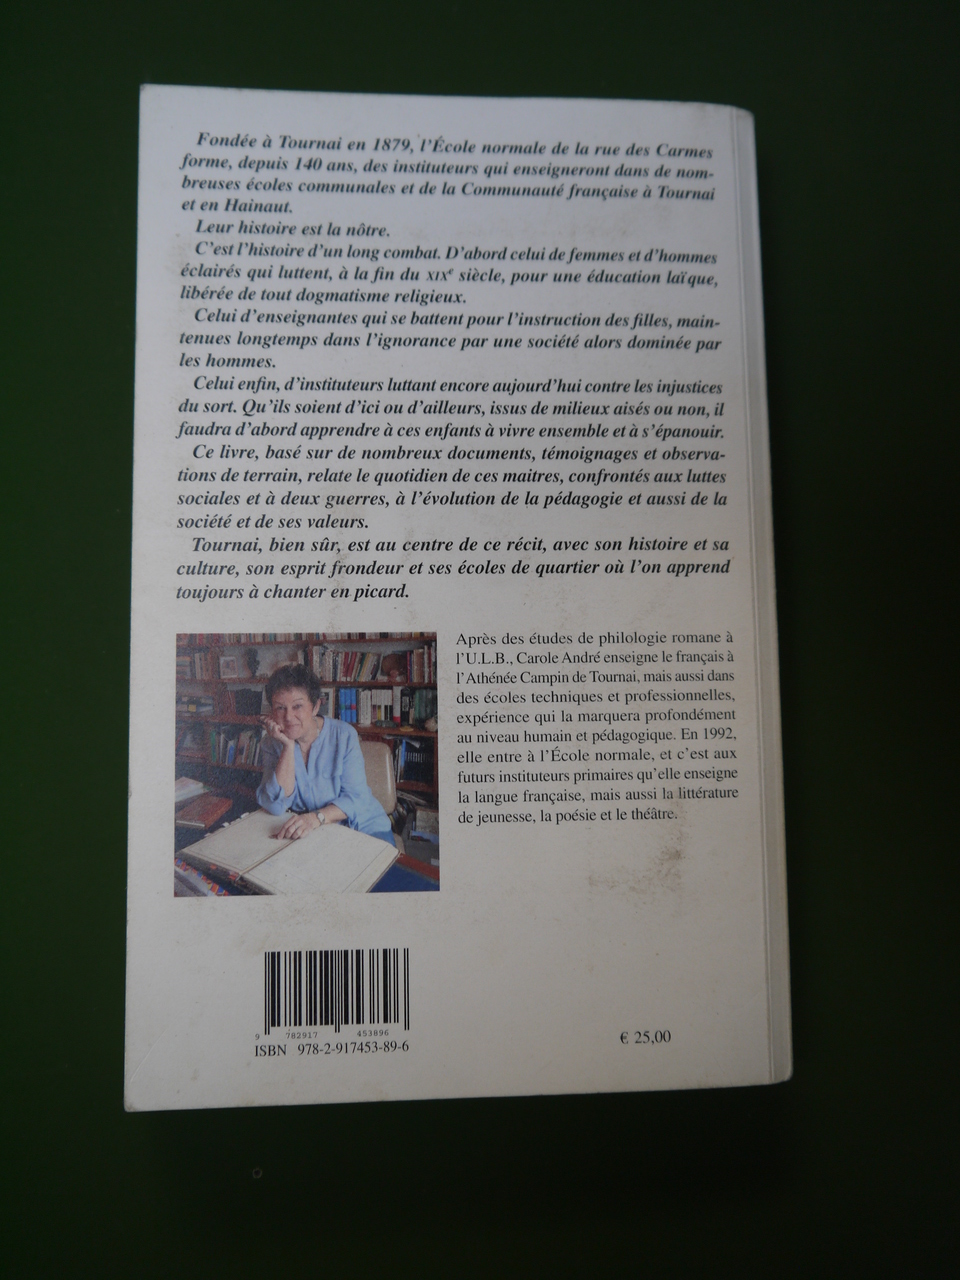 Fondée à Tournai en 1879, l'École normale de la rue des Carmes
forme, depuis 140 ans, des instituteurs qui enseigneront dans de nom-
breuses écoles communales et de la Communauté française à Tournai
et en Hainaut.
Leur histoire est la nôtre.
C'est l'histoire d'un long combat. D'abord celui de femmes et d'hommes
éclairés qui luttent, à la fin du XIXe siècle, pour une éducation laïque,
libérée de tout dogmatisme religieux.
Celui d'enseignantes qui se battent pour l'instruction des filles, main-
tenues longtemps dans l'ignorance par une société alors dominée par
les hommes.
Celui enfin, d'instituteurs luttant encore aujourd'hui contre les injustices
du sort. Qu'ils soient d'ici ou d'ailleurs, issus de milieux aisés ou non, il
faudra d'abord apprendre à ces enfants à vivre ensemble et à s'épanouir.
Ce livre, basé sur de nombreux documents, témoignages et observa-
tions de terrain, relate le quotidien de ces maitres, confrontés aux luttes
sociales et à deux guerres, à l'évolution de la pédagogie et aussi de la
société et de ses valeurs.
Tournai, bien sûr, est au centre de ce récit, avec son histoire et sa
culture, son esprit frondeur et ses écoles de quartier où l'on apprend
toujours à chanter en picard.
Après des études de philologie romane à
l'U.L.B., Carole André enseigne le français à
l'Athénée Campin de Tournai, mais aussi dans
des écoles techniques et professionnelles,
expérience qui la marquera profondément
au niveau humain et pédagogique. En 1992,
elle entre à l'École normale, et c'est aux
futurs instituteurs primaires qu'elle enseigne
la langue française, mais aussi la littérature
de jeunesse, la poésie et le théâtre.
9 782917 453896
ISBN 978-2-917453-89-6
€ 25,00